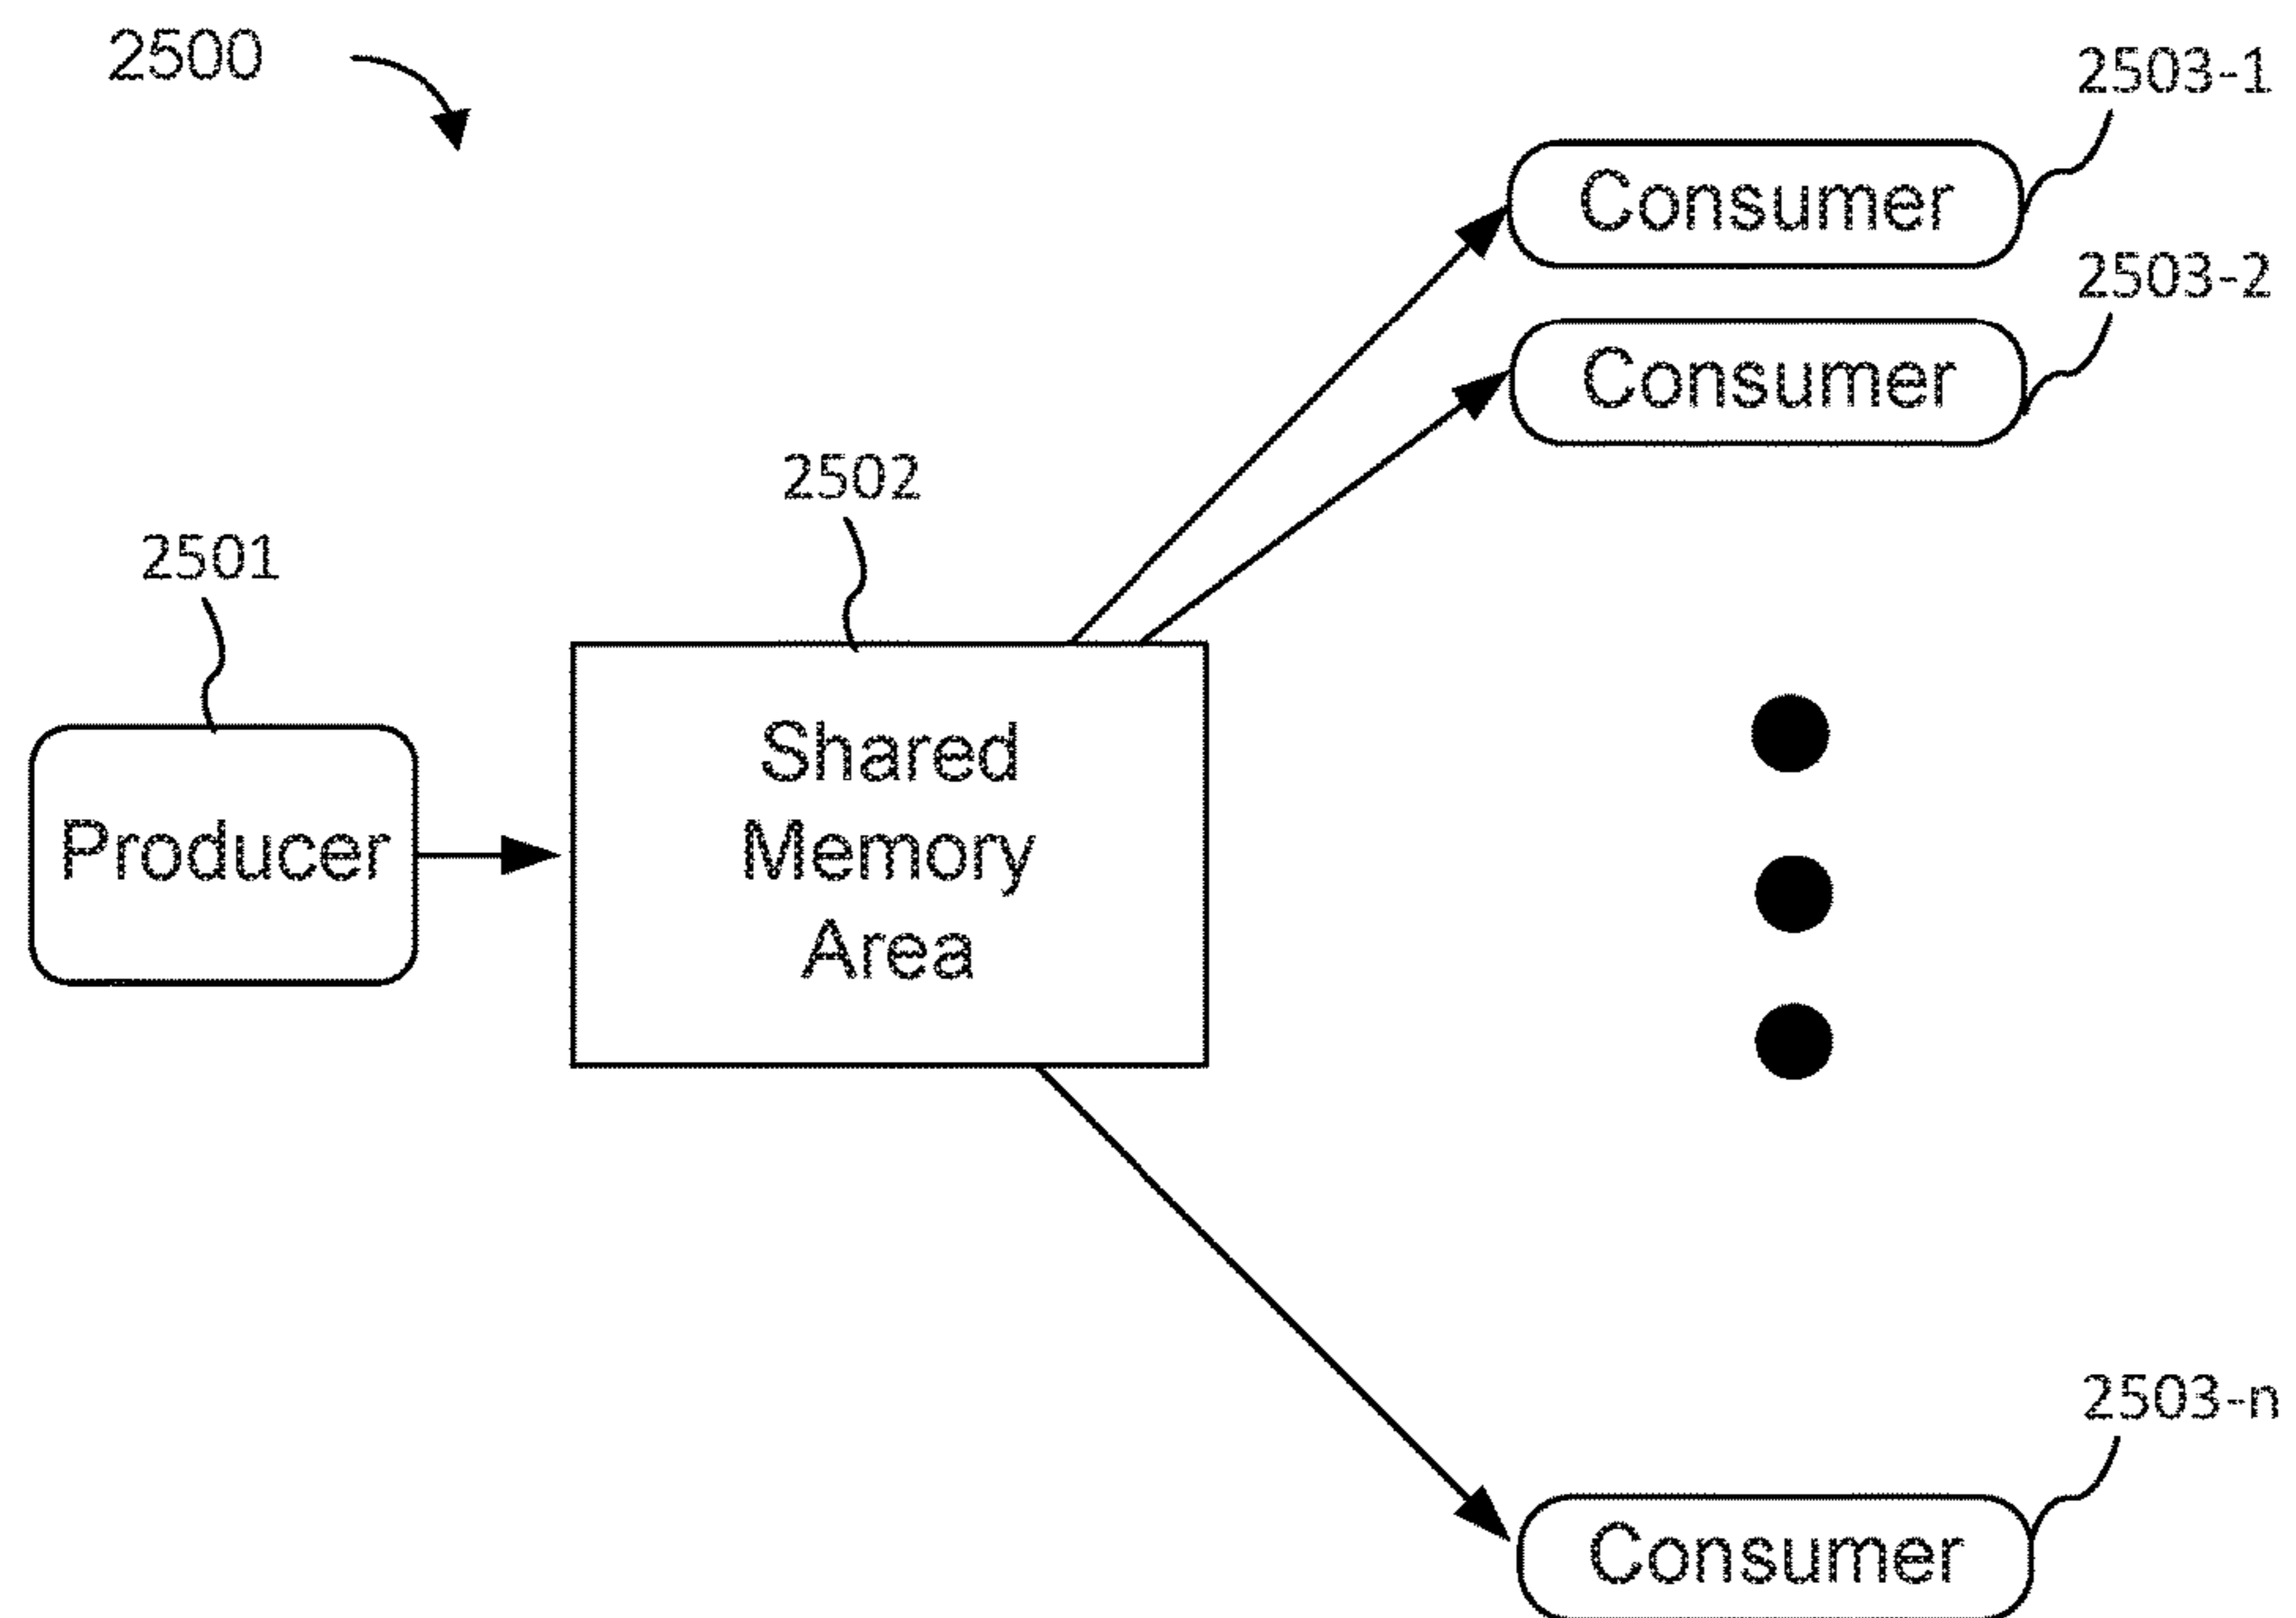 2500
2503-1
Consumer
2503-2
Consumer
2502
2501
Shared
Memory
Area
Producer
2503-n
Consumer